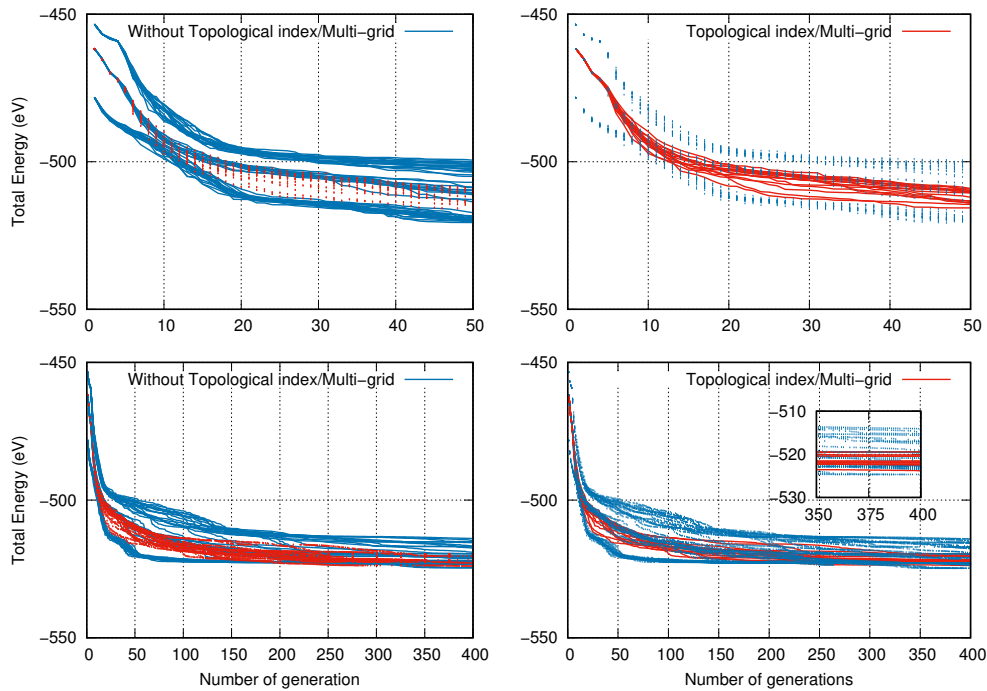 −450
Without Topological index/Multi−grid
−500
−550
Total Energy (eV)
0 10 20 30 40 50
−450
Topological index/Multi−grid
−500
−550
0 10 20 30 40 50
−450
Without Topological index/Multi−grid
−500
−550
Total Energy (eV)
0 50 100 150 200 250 300 350 400
Number of generation
−450
Topological index/Multi−grid
−510
−520
−530
350 375 400
−500
−550
0 50 100 150 200 250 300 350 400
Number of generations